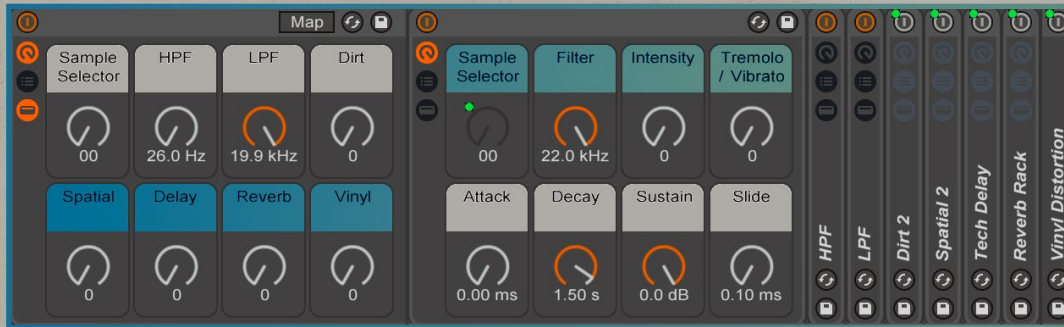 Map
Sample
Selector
HPF
LPF
Dirt
00
26.0 Hz
19.9 kHz
0
Spatial
Delay
Reverb
Vinyl
0
0
0
0
Sample
Selector
Filter
Intensity
Tremolo
/ Vibrato
00
22.0 kHz
0
0
Attack
Decay
Sustain
Slide
0.00 ms
1.50 s
0.0 dB
0.10 ms
HPF
LPF
Dirt 2
Spatial 2
Tech Delay
Reverb Rack
Vinyl Distortion